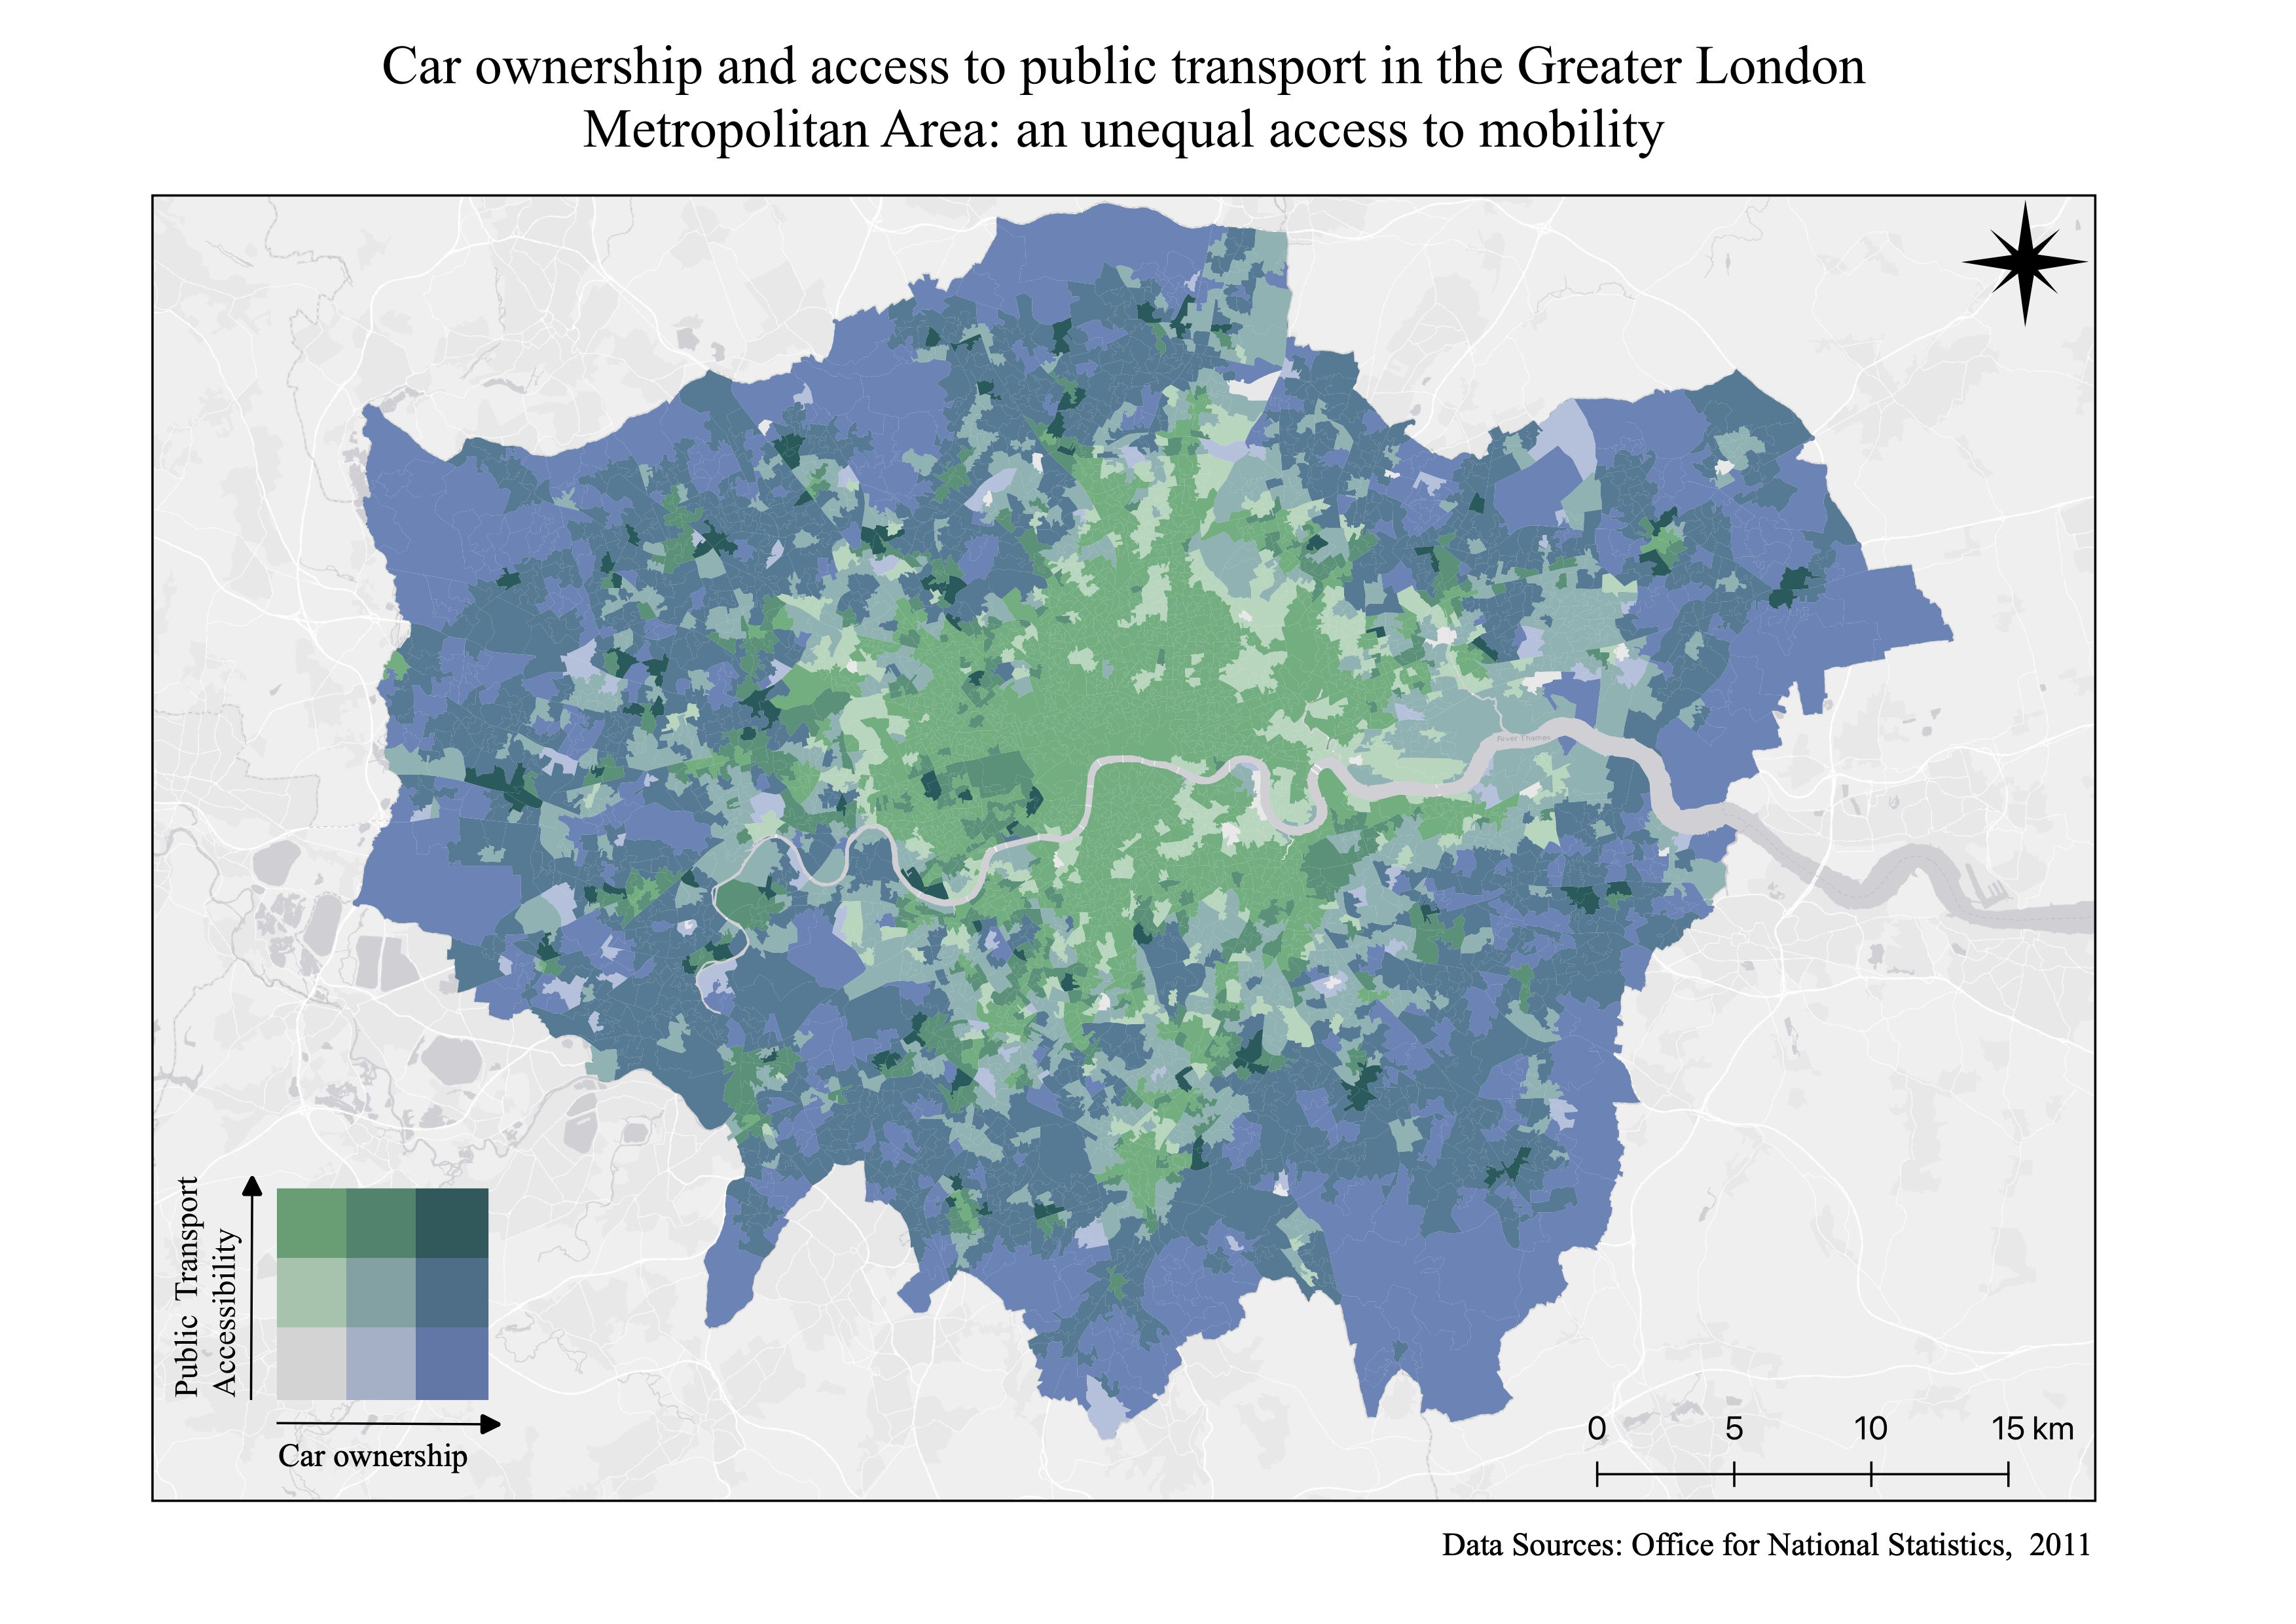 Car ownership and access to public transport in the Greater London
Metropolitan Area: an unequal access to mobility
River Thames
Public Transport
Accessibility
Car ownership
0 5 10 15 km
Data Sources: Office for National Statistics, 2011